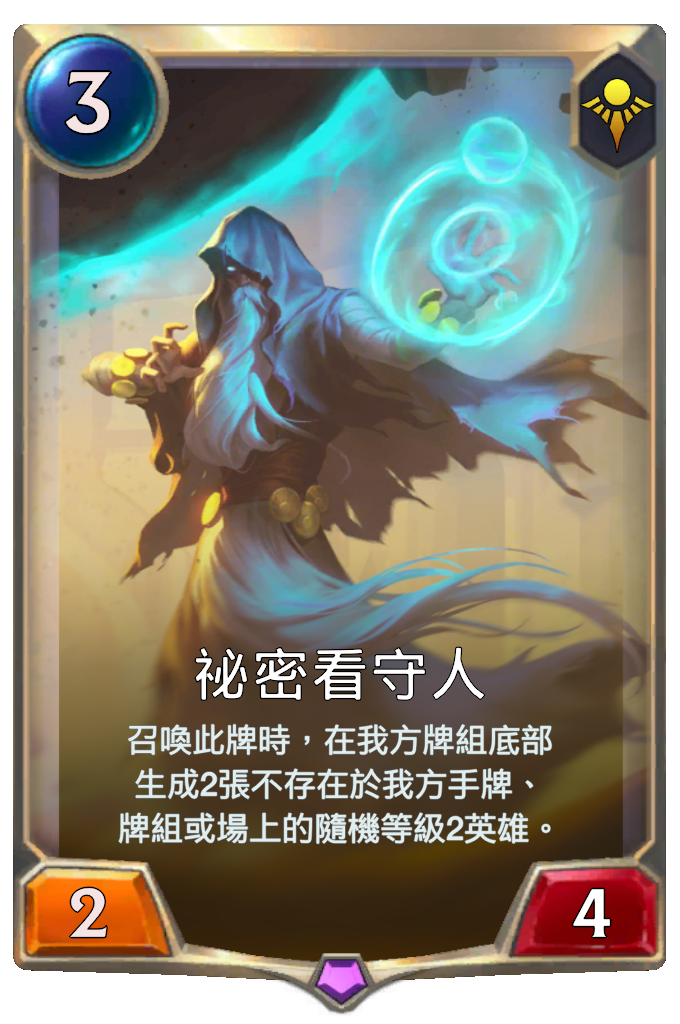 3
祕密看守人
召喚此牌時，在我方牌組底部
生成2張不存在於我方手牌、
牌組或場上的隨機等級2英雄。
2
4